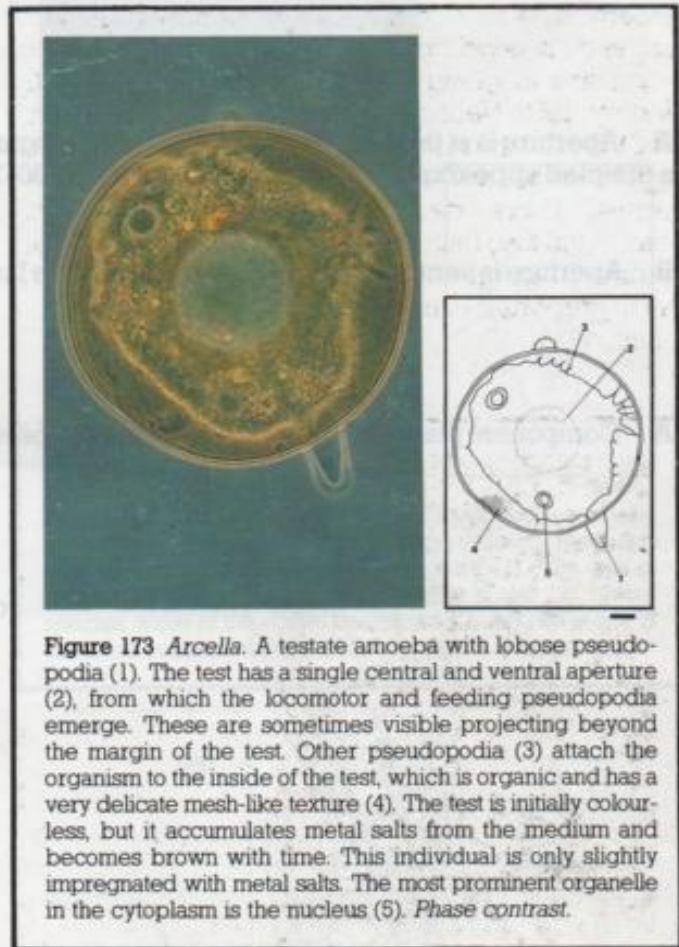 3
2
4
5
1
Figure 173 Arcella. A testate amoeba with lobose pseudo-
podia (1). The test has a single central and ventral aperture
(2), from which the locomotor and feeding pseudopodia
emerge. These are sometimes visible projecting beyond
the margin of the test. Other pseudopodia (3) attach the
organism to the inside of the test, which is organic and has a
very delicate mesh-like texture (4). The test is initially colour-
less, but it accumulates metal salts from the medium and
becomes brown with time. This individual is only slightly
impregnated with metal salts. The most prominent organelle
in the cytoplasm is the nucleus (5). Phase contrast.